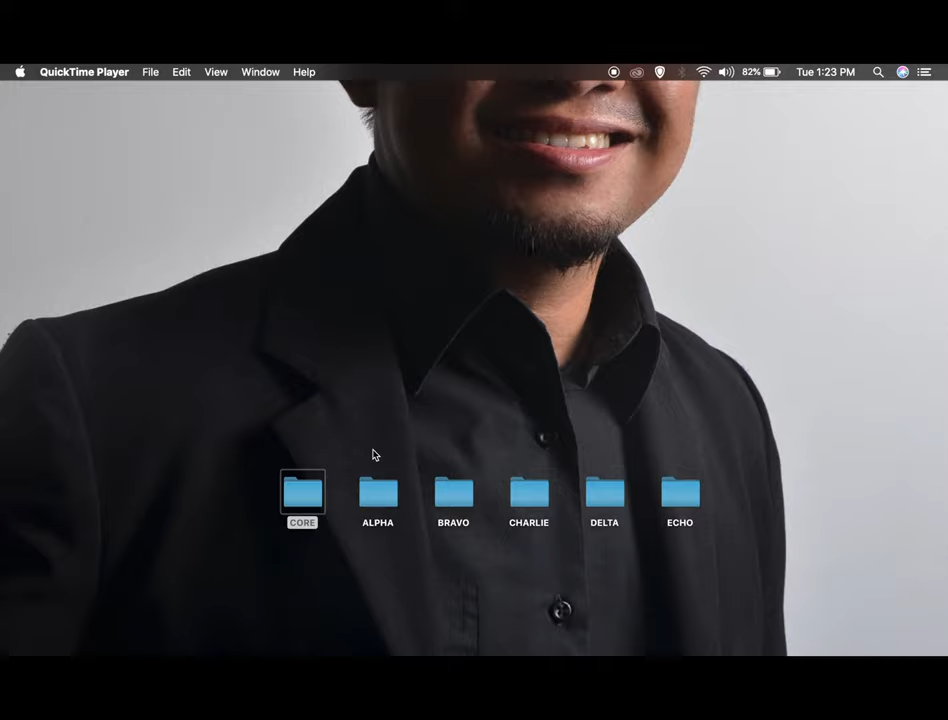 QuickTime Player File Edit View Window Help 82% Tue 1:23 PM
CORE ALPHA BRAVO CHARLIE DELTA ECHO